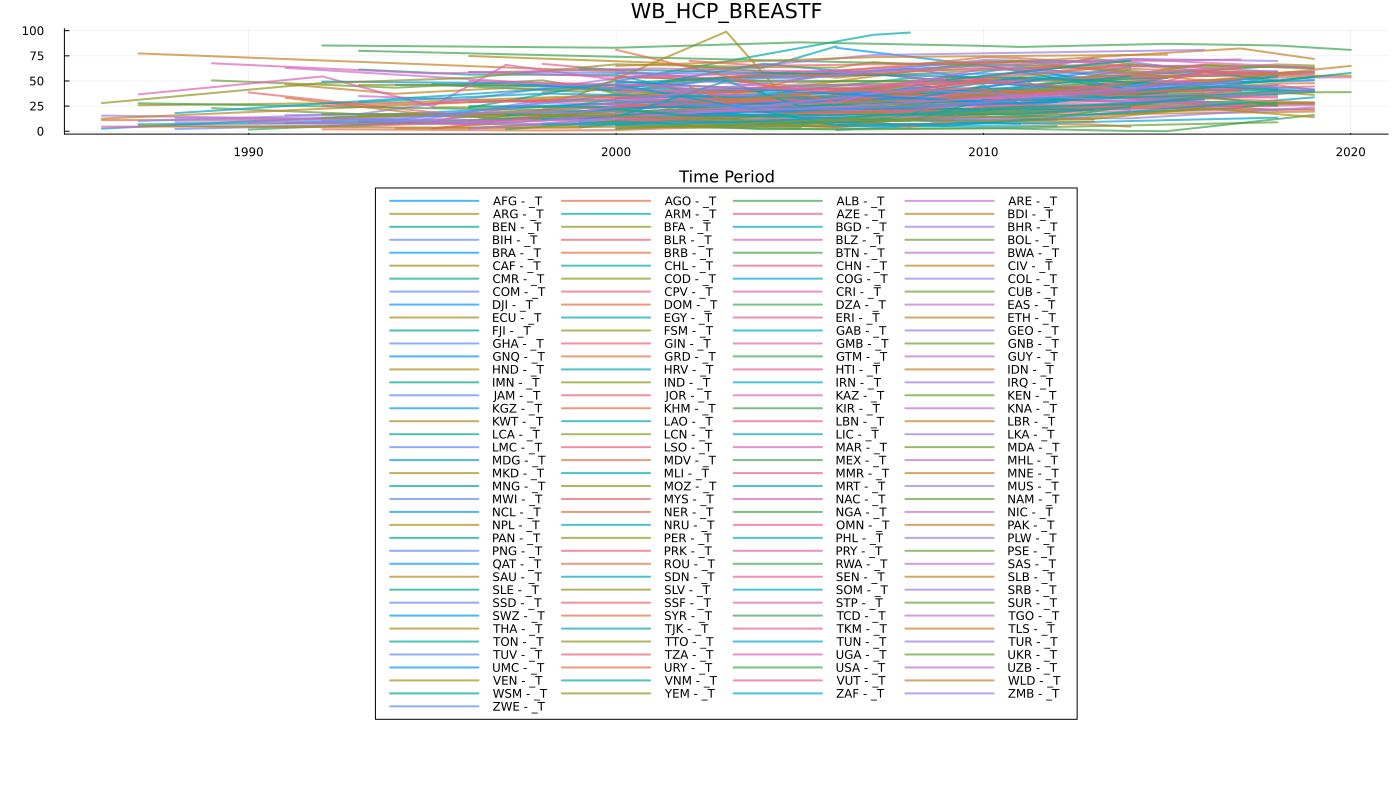 WB_HCP_BREASTF
100
75
50
25
0
1990 2000 2010 2020
Time Period
AFG - _T AGO - _T ALB - _T ARE - _T
ARG - _T ARM - _T AZE - _T BDI - _T
BEN - _T BFA - _T BGD - _T BHR - _T
BIH - _T BLR - _T BLZ - _T BOL - _T
BRA - _T BRB - _T BTN - _T BWA - _T
CAF - _T CHL - _T CHN - _T CIV - _T
CMR - _T COD - _T COG - _T COL - _T
COM - _T CPV - _T CRI - _T CUB - _T
DJI - _T DOM - _T DZA - _T EAS - _T
ECU - _T EGY - _T ERI - _T ETH - _T
FJI - _T FSM - _T GAB - _T GEO - _T
GHA - _T GIN - _T GMB - _T GNB - _T
GNQ - _T GRD - _T GTM - _T GUY - _T
HND - _T HRV - _T HTI - _T IDN - _T
IMN - _T IND - _T IRN - _T IRQ - _T
JAM - _T JOR - _T KAZ - _T KEN - _T
KGZ - _T KHM - _T KIR - _T KNA - _T
KWT - _T LAO - _T LBN - _T LBR - _T
LCA - _T LCN - _T LIC - _T LKA - _T
LMC - _T LSO - _T MAR - _T MDA - _T
MDG - _T MDV - _T MEX - _T MHL - _T
MKD - _T MLI - _T MMR - _T MNE - _T
MNG - _T MOZ - _T MRT - _T MUS - _T
MWI - _T MYS - _T NAC - _T NAM - _T
NCL - _T NER - _T NGA - _T NIC - _T
NPL - _T NRU - _T OMN - _T PAK - _T
PAN - _T PER - _T PHL - _T PLW - _T
PNG - _T PRK - _T PRY - _T PSE - _T
QAT - _T ROU - _T RWA - _T SAS - _T
SAU - _T SDN - _T SEN - _T SLB - _T
SLE - _T SLV - _T SOM - _T SRB - _T
SSD - _T SSF - _T STP - _T SUR - _T
SWZ - _T SYR - _T TCD - _T TGO - _T
THA - _T TJK - _T TKM - _T TLS - _T
TON - _T TTO - _T TUN - _T TUR - _T
TUV - _T TZA - _T UGA - _T UKR - _T
UMC - _T URY - _T USA - _T UZB - _T
VEN - _T VNM - _T VUT - _T WLD - _T
WSM - _T YEM - _T ZAF - _T ZMB - _T
ZWE - _T